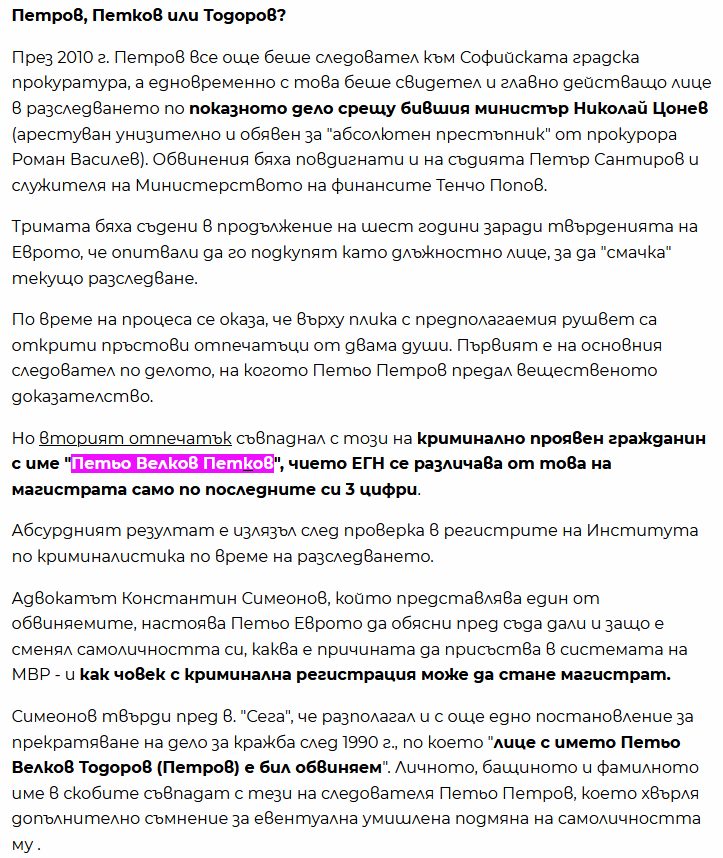 Петров, Петков или Тодоров?
През 2010 г. Петров все още беше следовател към Софийската градска
прокуратура, а едновременно с това беше свидетел и главно действащо лице
в разследването по показното дело срещу бившия министър Николай Цонев
(арестуван унизително и обявен за "абсолютен престъпник" от прокурора
Роман Василев). Обвинения бяха повдигнати и на съдията Петър Сантиров и
служителя на Министерството на финансите Тенчо Попов.
Тримата бяха съдени в продължение на шест години заради твърденията на
Еврото, че опитвали да го подкупят като длъжностно лице, за да "смачка"
текущо разследване.
По време на процеса се оказа, че върху плика с предполагаемия рушвет са
открити пръстови отпечатъци от двама души. Първият е на основния
следовател по делото, на когото Петьо Петров предал вещественото
доказателство.
Но вторият отпечатък съвпаднал с този на криминално проявен гражданин
с име "Петьо Велков Петков", чието ЕГН се различава от това на
магистрата само по последните си 3 цифри.
Абсурдният резултат е излязъл след проверка в регистрите на Института
по криминалистика по време на разследването.
Адвокатът Константин Симеонов, който представлява един от
обвиняемите, настоява Петьо Еврото да обясни пред съда дали и защо е
сменял самоличността си, каква е причината да присъства в системата на
МВР - и как човек с криминална регистрация може да стане магистрат.
Симеонов твърди пред в. "Сега", че разполагал и с още едно постановление за
прекратяване на дело за кражба след 1990 г., по което "лице с името Петьо
Велков Тодоров (Петров) е бил обвиняем". Личното, бащиното и фамилното
име в скобите съвпадат с тези на следователя Петьо Петров, което хвърля
допълнително съмнение за евентуална умишлена подмяна на самоличността
му .